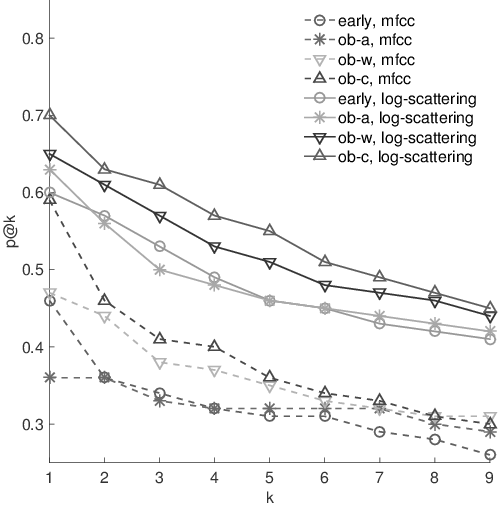 0.8
0.7
0.6
0.5
0.4
0.3
p@k
1 2 3 4 5 6 7 8 9
k
early, mfcc
ob-a, mfcc
ob-w, mfcc
ob-c, mfcc
early, log-scattering
ob-a, log-scattering
ob-w, log-scattering
ob-c, log-scattering